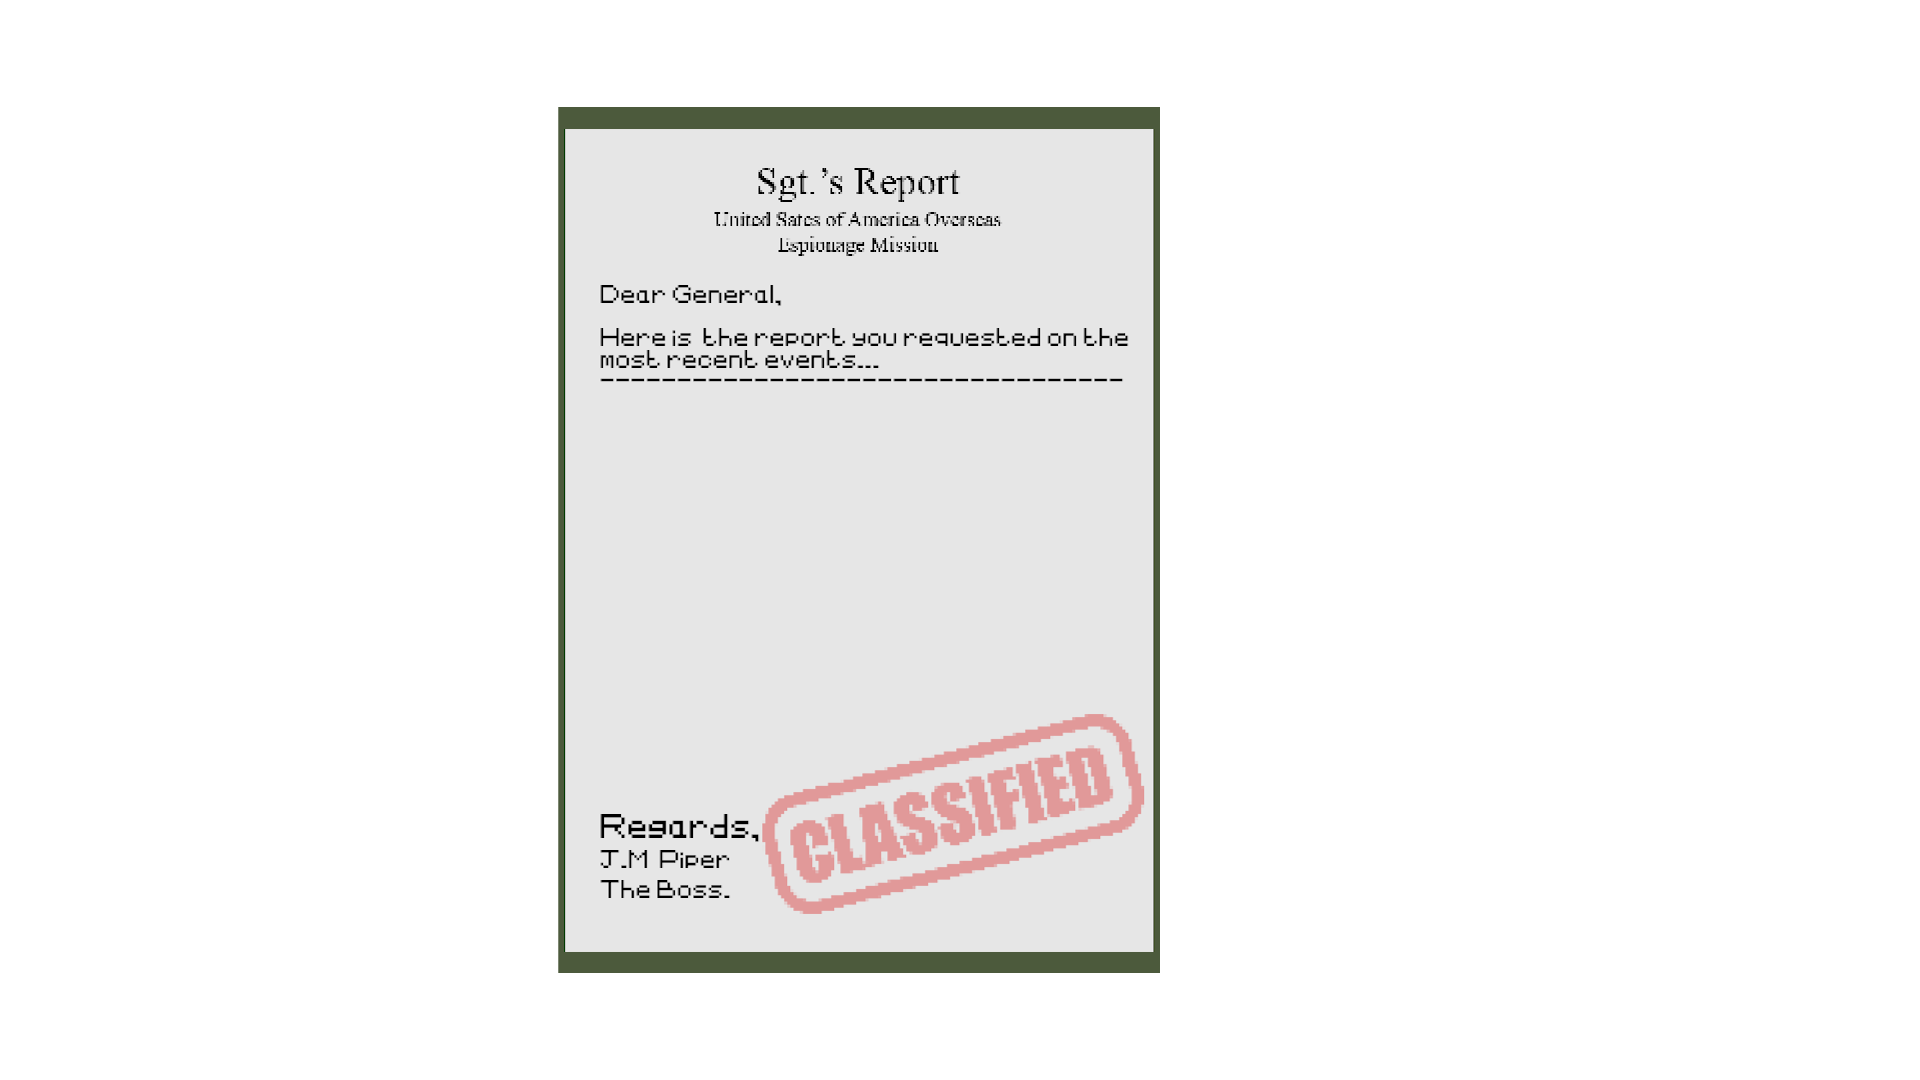 Sgt.’s Report
United Sates of America Overseas
Espionage Mission
Dear General,
Here is the report you requested on the
most recent events...
----------------------------------
CLASSIFIED
Regards,
J.M Piper
The Boss.